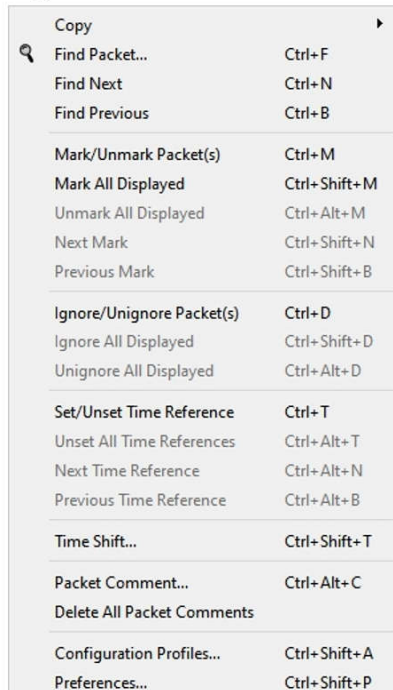 Copy
Find Packet... Ctrl+F
Find Next Ctrl+N
Find Previous Ctrl+B
Mark/Unmark Packet(s) Ctrl+M
Mark All Displayed Ctrl+Shift+M
Unmark All Displayed Ctrl+Alt+M
Next Mark Ctrl+Shift+N
Previous Mark Ctrl+Shift+B
Ignore/Unignore Packet(s) Ctrl+D
Ignore All Displayed Ctrl+Shift+D
Unignore All Displayed Ctrl+Alt+D
Set/Unset Time Reference Ctrl+T
Unset All Time References Ctrl+Alt+T
Next Time Reference Ctrl+Alt+N
Previous Time Reference Ctrl+Alt+B
Time Shift... Ctrl+Shift+T
Packet Comment... Ctrl+Alt+C
Delete All Packet Comments
Configuration Profiles... Ctrl+Shift+A
Preferences... Ctrl+Shift+P